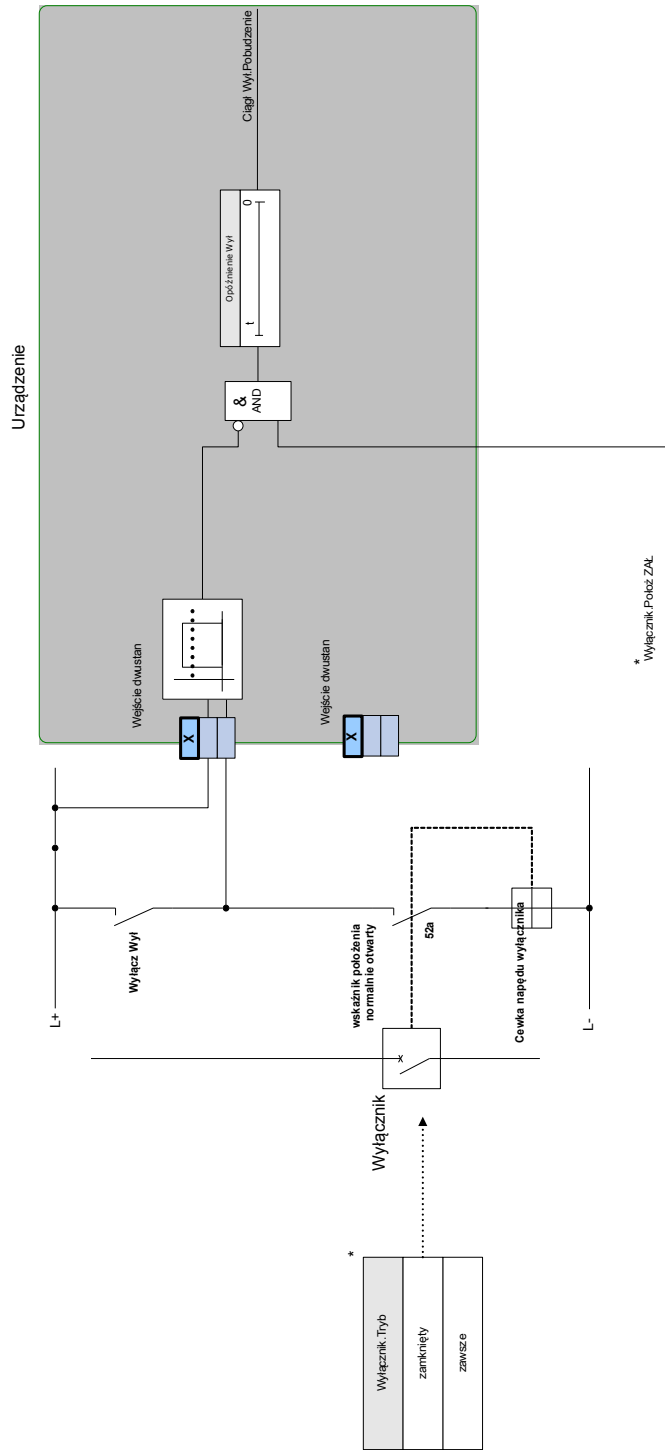 Urządzenie
Ciągł Wył.Pobudzenie
Opóźnienie Wył
t
0
&
AND
Wejście dwustan
X
Wejście dwustan
X
* Wyłącznik.Położ ZAŁ
L+
Wyłącz Wył
wskaźnik położenia
normalnie otwarty
52a
Cewka napędu wyłącznika
L-
Wyłącznik
*
Wyłącznik.Tryb
zamknięty
zawsze